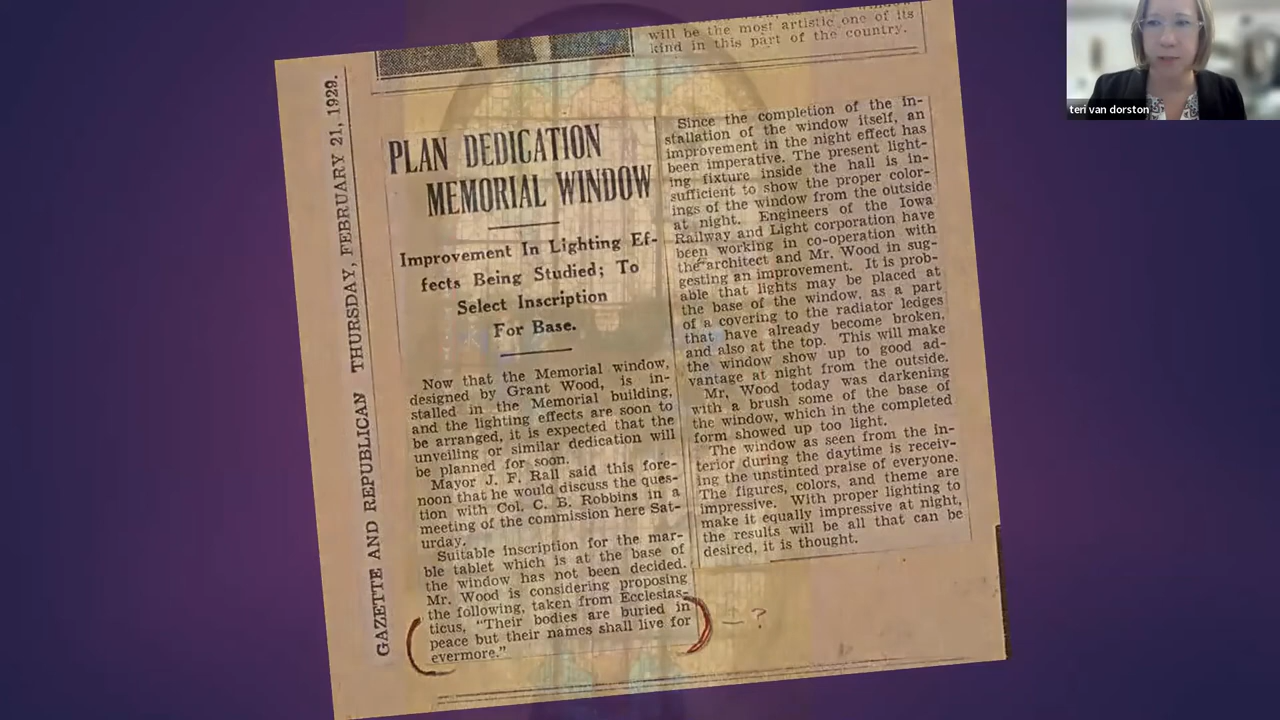 will be the most artistic one of its
kind in this part of the country.
GAZETTE AND REPUBLICAN THURSDAY, FEBRUARY 21, 1929.
PLAN DEDICATION
MEMORIAL WINDOW
Improvement In Lighting Ef-
fects Being Studied; To
Select Inscription
For Base.
Now that the Memorial window,
designed by Grant Wood, is in-
stalled in the Memorial building,
and the lighting effects are soon to
be arranged, it is expected that the
unveiling or similar dedication will
be planned for soon.
Mayor J. F. Rall said this fore-
noon that he would discuss the ques-
tion with Col. C. B. Robbins in a
meeting of the commission here Sat-
urday.
Suitable inscription for the mar-
ble tablet which is at the base of
the window has not been decided.
Mr. Wood is considering proposing
the following, taken from Ecclesias-
ticus, "Their bodies are buried in
peace but their names shall live for
evermore."
?
Since the completion of the in-
stallation of the window itself, an
improvement in the night effect has
been imperative. The present light-
ing fixture inside the hall is in-
sufficient to show the proper color-
ings of the window from the outside
at night. Engineers of the Iowa
Railway and Light corporation have
been working in co-operation with
the architect and Mr. Wood in sug-
gesting an improvement. It is prob-
able that lights may be placed at
the base of the window, as a part
of a covering to the radiator ledges
that have already become broken,
and also at the top. This will make
the window show up to good ad-
vantage at night from the outside.
Mr. Wood today was darkening
with a brush some of the base of
the window, which in the completed
form showed up too light.
The window as seen from the in-
terior during the daytime is receiv-
ing the unstinted praise of everyone.
The figures, colors, and theme are
impressive. With proper lighting to
make it equally impressive at night,
the results will be all that can be
desired, it is thought.
teri van dorston